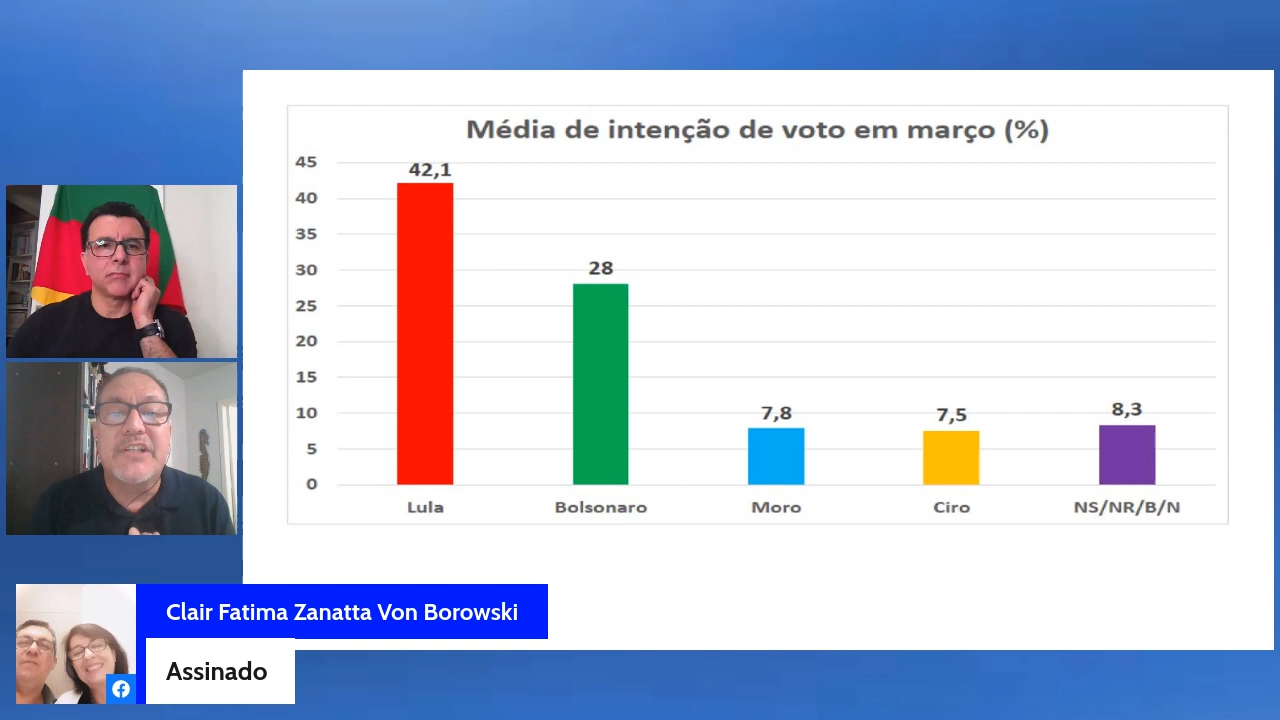 Média de intenção de voto em março (%)
45
40
35
30
25
20
15
10
5
0
42,1
28
7,8
7,5
8,3
Lula
Bolsonaro
Moro
Ciro
NS/NR/B/N
Clair Fatima Zanatta Von Borowski
Assinado